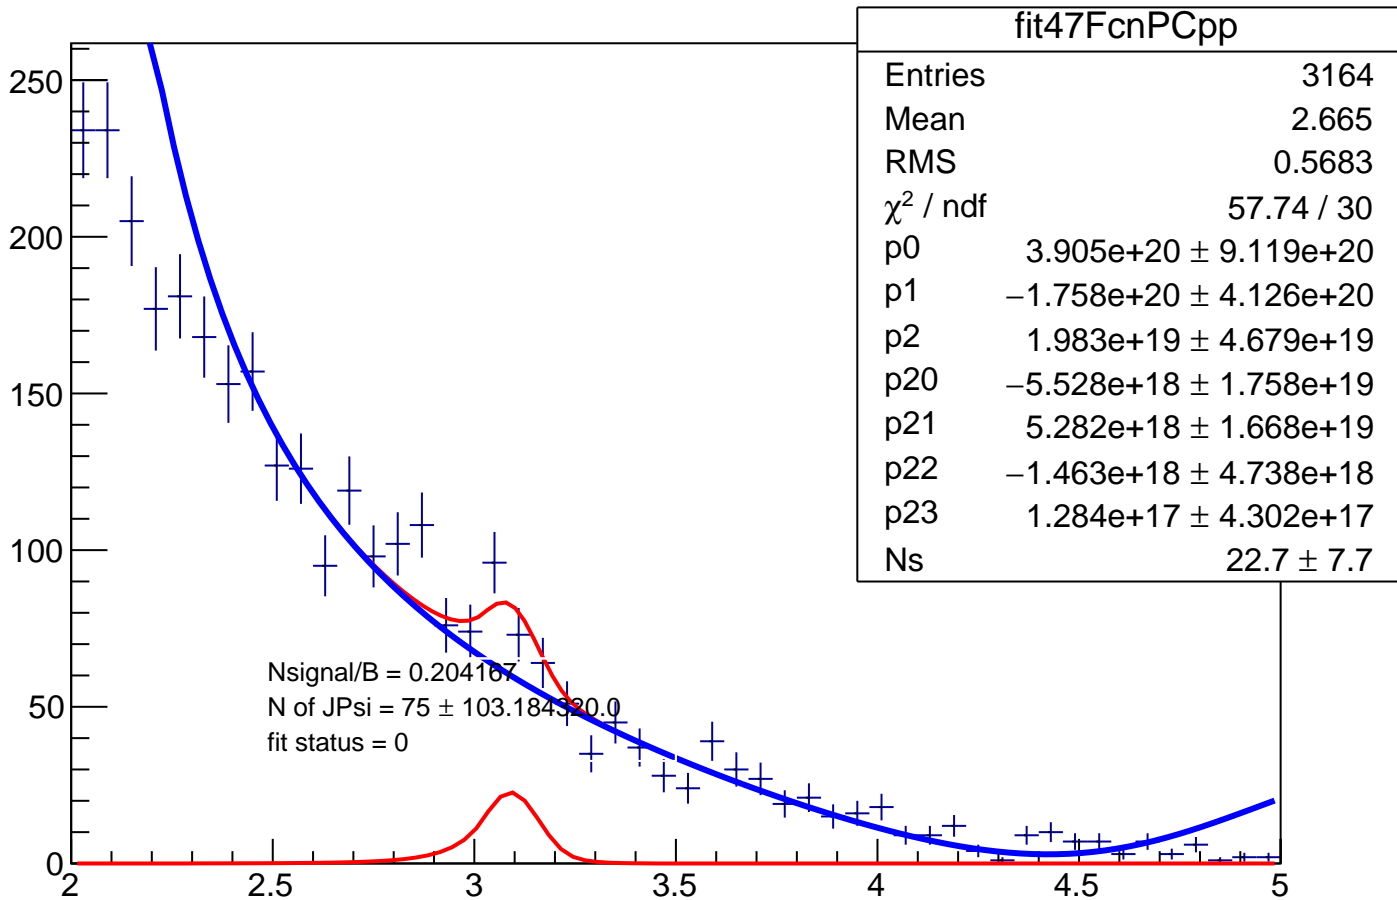 fit47FcnPCpp
Entries 3164
Mean 2.665
RMS 0.5683
χ² / ndf 57.74 / 30
p0 3.905e+20 ± 9.119e+20
p1 −1.758e+20 ± 4.126e+20
p2 1.983e+19 ± 4.679e+19
p20 −5.528e+18 ± 1.758e+19
p21 5.282e+18 ± 1.668e+19
p22 −1.463e+18 ± 4.738e+18
p23 1.284e+17 ± 4.302e+17
Ns 22.7 ± 7.7
250
200
150
100
50
0
Nsignal/B = 0.204167
N of JPsi = 75 ± 103.184320.0
fit status = 0
2 2.5 3 3.5 4 4.5 5